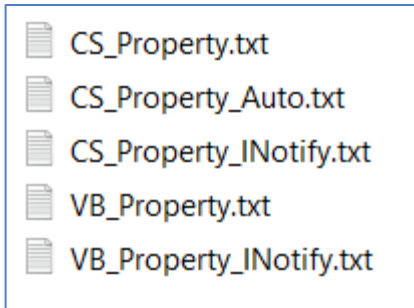 CS_Property.txt
CS_Property_Auto.txt
CS_Property_INotify.txt
VB_Property.txt
VB_Property_INotify.txt